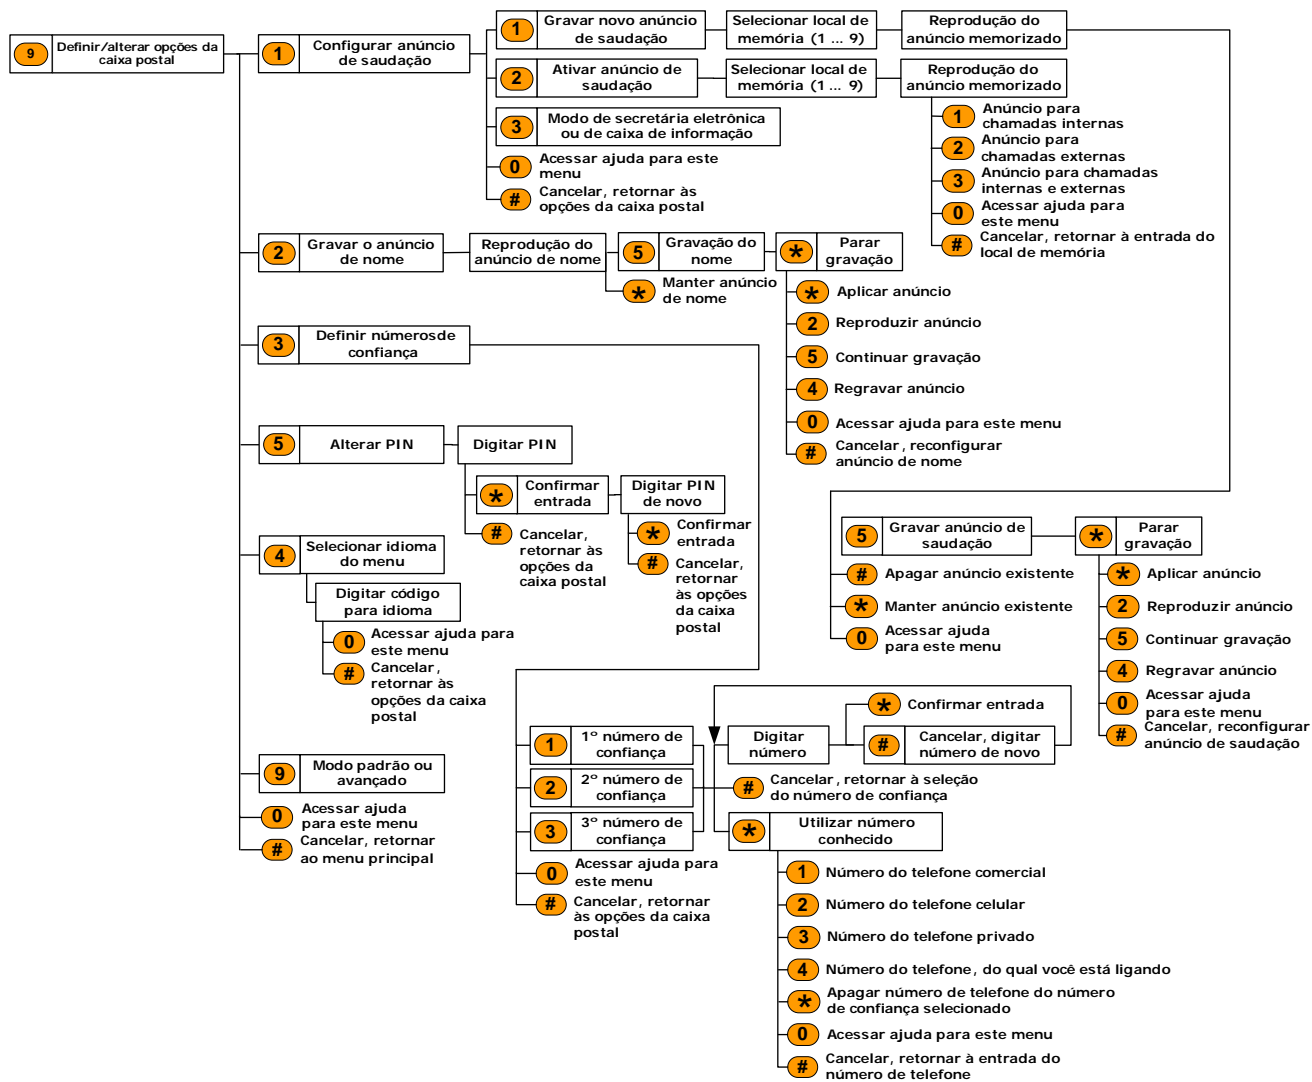 9
Definir/alterar opções da
caixa postal
1
Configurar anúncio
de saudação
1
Gravar novo anúncio
de saudação
Selecionar local de
memória (1 ... 9)
Reprodução do
anúncio memorizado
2
Ativar anúncio de
saudação
Selecionar local de
memória (1 ... 9)
Reprodução do
anúncio memorizado
1
Anúncio para
chamadas internas
2
Anúncio para
chamadas externas
3
Anúncio para chamadas
internas e externas
0
Acessar ajuda para
este menu
#
Cancelar, retornar à entrada do
local de memória
3
Modo de secretária eletrônica
ou de caixa de informação
0
Acessar ajuda para este
menu
#
Cancelar, retornar às
opções da caixa postal
2
Gravar o anúncio
de nome
Reprodução do
anúncio de nome
5
Gravação do
nome
*
Parar
gravação
*
Manter anúncio
de nome
*
Aplicar anúncio
2
Reproduzir anúncio
5
Continuar gravação
4
Regravar anúncio
0
Acessar ajuda para este menu
#
Cancelar, reconfigurar
anúncio de nome
3
Definir números de
confiança
5
Alterar PIN
Digitar PIN
*
Confirmar
entrada
Digitar PIN
de novo
#
Cancelar,
retornar às
opções da
caixa postal
*
Confirmar
entrada
#
Cancelar,
retornar
às opções
da caixa
postal
5
Gravar anúncio de
saudação
*
Parar
gravação
#
Apagar anúncio existente
*
Manter anúncio existente
0
Acessar ajuda
para este menu
*
Aplicar anúncio
2
Reproduzir anúncio
5
Continuar gravação
4
Regravar anúncio
0
Acessar ajuda
para este menu
#
Cancelar, reconfigurar
anúncio de saudação
4
Selecionar idioma
do menu
Digitar código
para idioma
0
Acessar ajuda para
este menu
#
Cancelar,
retornar às
opções da caixa
postal
1
1º número de
confiança
2
2º número de
confiança
3
3º número de
confiança
0
Acessar ajuda para
este menu
#
Cancelar, retornar
às opções da caixa
postal
Digitar
número
*
Confirmar entrada
#
Cancelar, digitar
número de novo
#
Cancelar, retornar à seleção
do número de confiança
*
Utilizar número
conhecido
1
Número do telefone comercial
2
Número do telefone celular
3
Número do telefone privado
4
Número do telefone, do qual você está ligando
*
Apagar número de telefone do número
de confiança selecionado
0
Acessar ajuda para este menu
#
Cancelar, retornar à entrada do
número de telefone
9
Modo padrão ou
avançado
0
Acessar ajuda
para este menu
#
Cancelar, retornar
ao menu principal